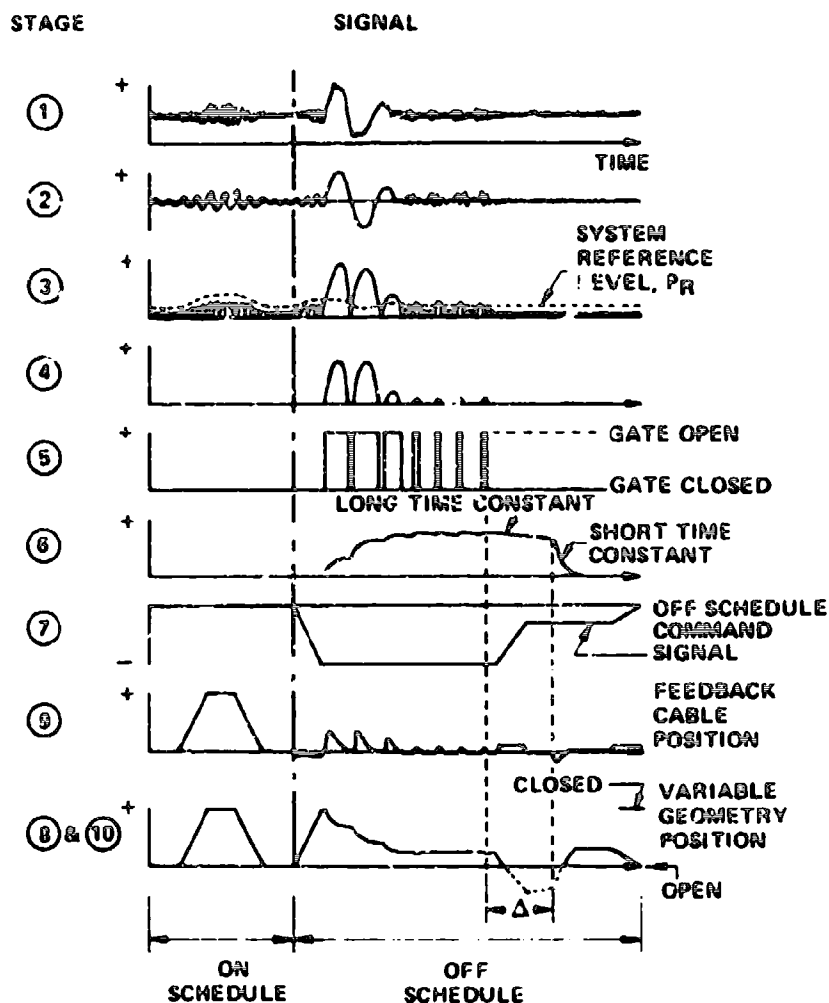 STAGE SIGNAL
+
1
TIME
+
2
SYSTEM
REFERENCE
LEVEL, PR
+
3
+
4
+
5
GATE OPEN
GATE CLOSED
LONG TIME CONSTANT
+
6
SHORT TIME
CONSTANT
7
OFF SCHEDULE
COMMAND
SIGNAL
–
+
9
FEEDBACK
CABLE
POSITION
CLOSED
+
8 & 10
VARIABLE
GEOMETRY
POSITION
OPEN
Δ
ON
SCHEDULE
OFF
SCHEDULE